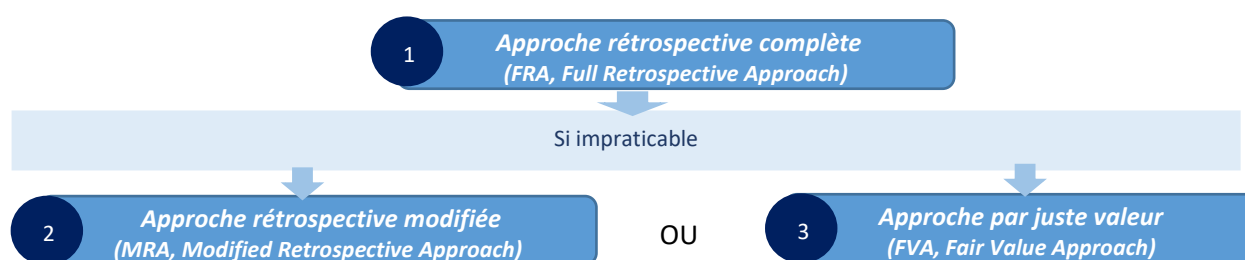 1
Approche rétrospective complète
(FRA, Full Retrospective Approach)
Si impraticable
2
Approche rétrospective modifiée
(MRA, Modified Retrospective Approach)
OU
3
Approche par juste valeur
(FVA, Fair Value Approach)